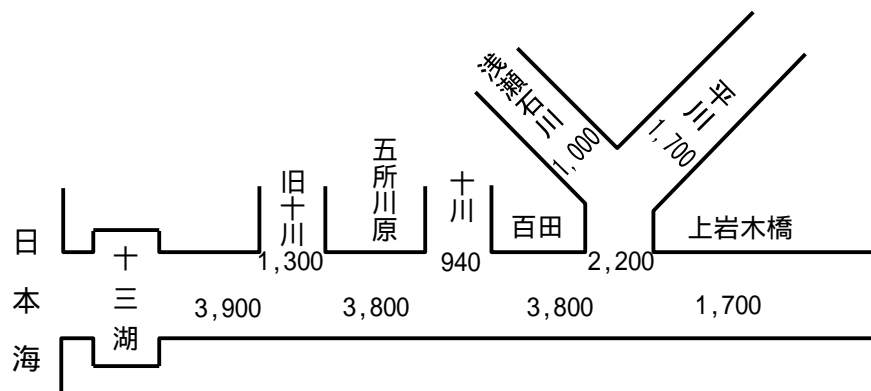 浅瀬石川
平川
1,000
1,700
五所川原
旧十川
十川
百田
上岩木橋
1,300
940
2,200
日本海
十三湖
3,900
3,800
3,800
1,700